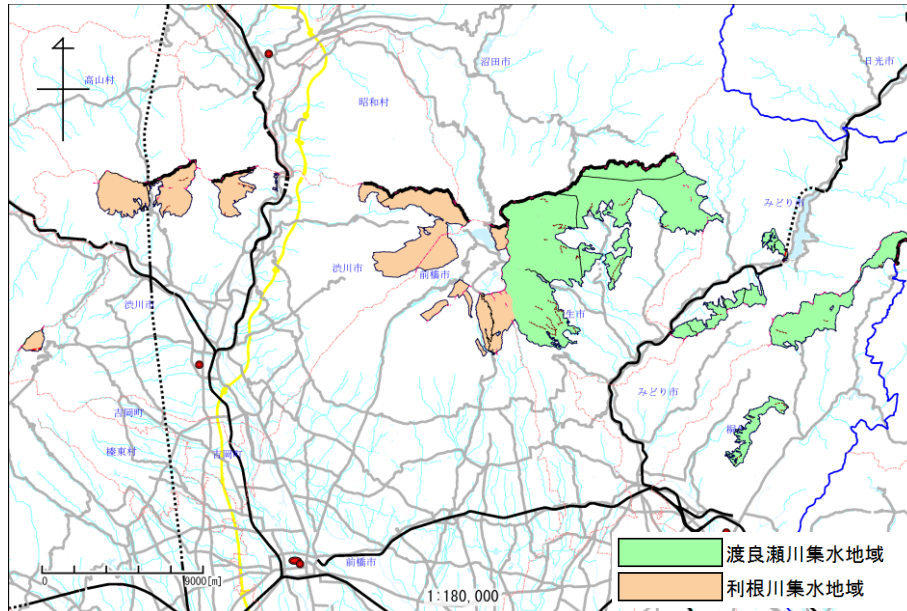 沼田市
日光市
高山村
昭和村
みどり
渋川市
前橋市
渋川市
生市
みどり市
吉岡町
桐
榛東村
吉岡町
渡良瀬川集水地域
前橋市
0
9000[m]
1:180,000
利根川集水地域